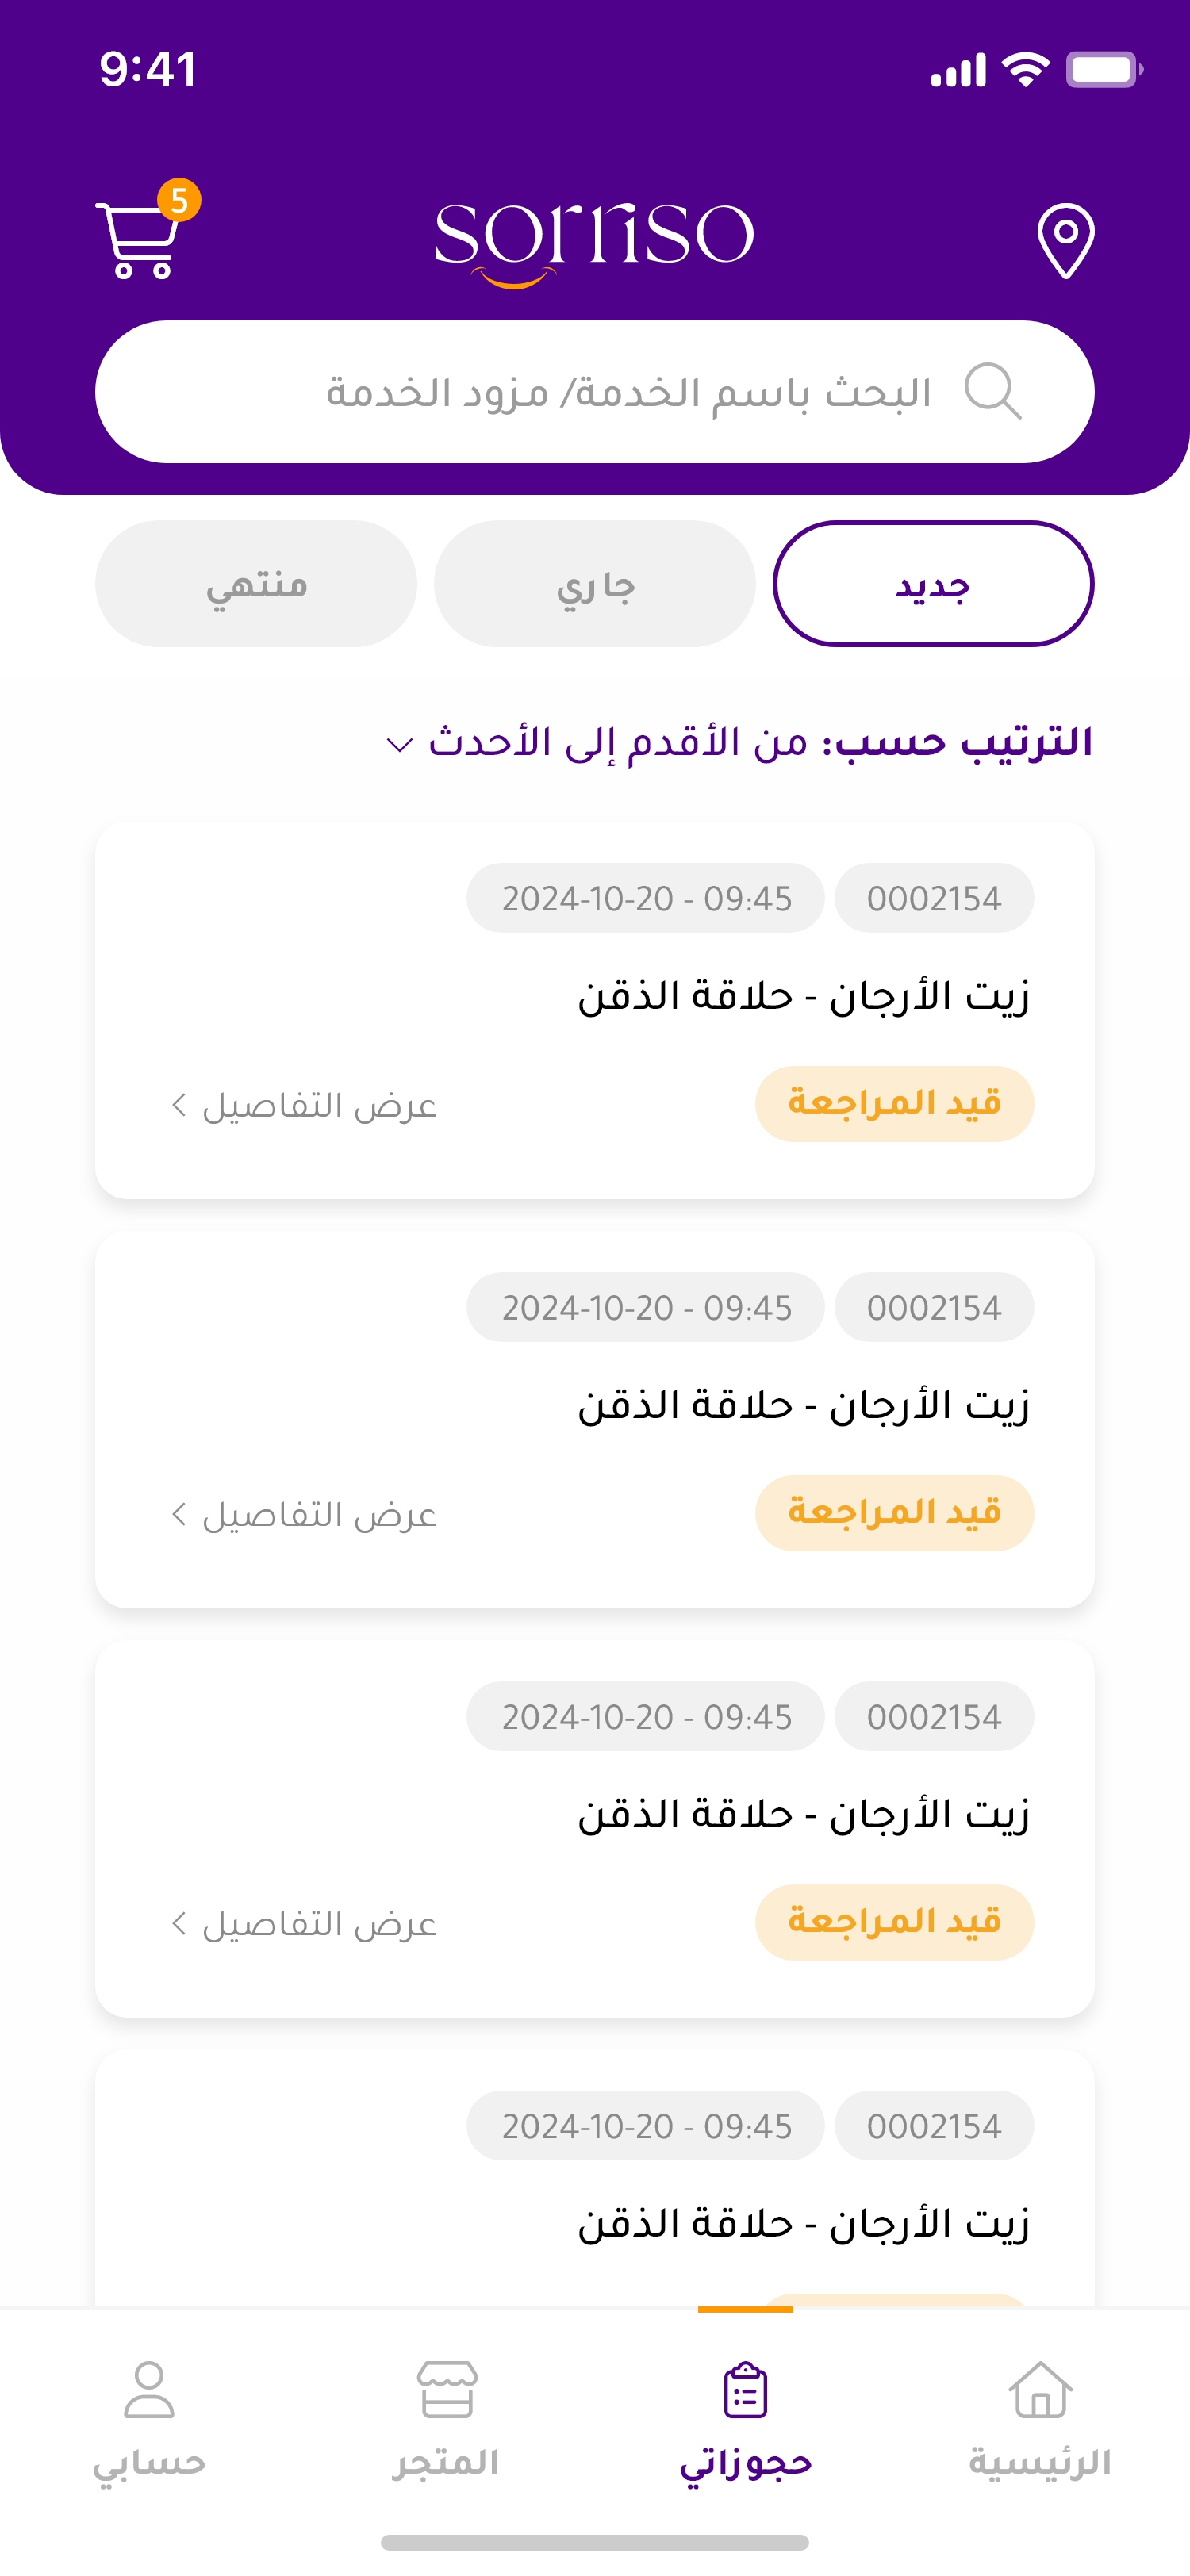 9:41
5
sorriso
البحث باسم الخدمة/ مزود الخدمة
جديد
جاري
منتهي
الترتيب حسب: من الأقدم إلى الأحدث
0002154
2024-10-20 - 09:45
زيت الأرجان - حلاقة الذقن
قيد المراجعة
عرض التفاصيل
0002154
2024-10-20 - 09:45
زيت الأرجان - حلاقة الذقن
قيد المراجعة
عرض التفاصيل
0002154
2024-10-20 - 09:45
زيت الأرجان - حلاقة الذقن
قيد المراجعة
عرض التفاصيل
0002154
2024-10-20 - 09:45
زيت الأرجان - حلاقة الذقن
الرئيسية
حجوزاتي
المتجر
حسابي